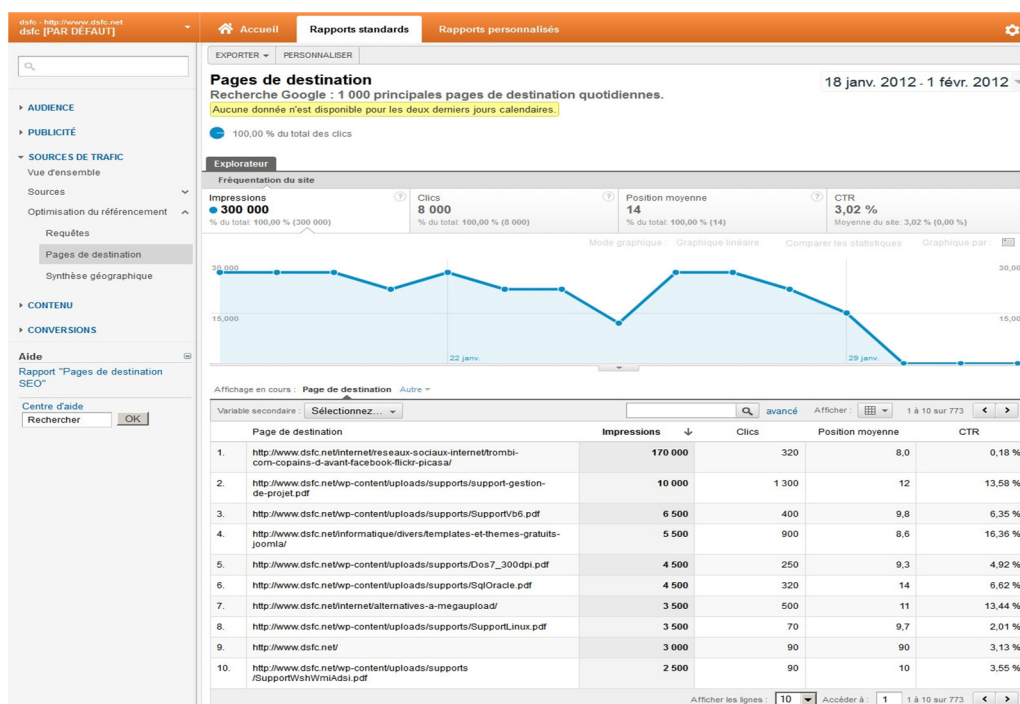 dsfc - http://www.dsfc.net
dsfc [PAR DÉFAUT]
Accueil
Rapports standards
Rapports personnalisés
EXPORTER
PERSONNALISER
AUDIENCE
PUBLICITÉ
SOURCES DE TRAFIC
Vue d'ensemble
Sources
Optimisation du référencement
Requêtes
Pages de destination
Synthèse géographique
CONTENU
CONVERSIONS
Aide
Rapport "Pages de destination
SEO"
Centre d'aide
Rechercher OK
Pages de destination
18 janv. 2012 - 1 févr. 2012
Recherche Google : 1 000 principales pages de destination quotidiennes.
Aucune donnée n'est disponible pour les deux derniers jours calendaires.
100,00 % du total des clics
Explorateur
Fréquentation du site
Impressions
300 000
% du total: 100,00 % (300 000)
Clics
8 000
% du total: 100,00 % (8 000)
Position moyenne
14
% du total: 100,00 % (14)
CTR
3,02 %
Moyenne du site: 3,02 % (0,00 %)
Mode graphique : Graphique linéaire Comparer les statistiques Graphique par :
30,000 30,00
15,000 15,00
22 janv. 29 janv.
Affichage en cours : Page de destination Autre
Variable secondaire : Sélectionnez... avancé Afficher : 1 à 10 sur 773
Page de destination Impressions Clics Position moyenne CTR
1. http://www.dsfc.net/internet/reseaux-sociaux-internet/trombi-
com-copains-d-avant-facebook-flickr-picasa/ 170 000 320 8,0 0,18 %
2. http://www.dsfc.net/wp-content/uploads/supports/support-gestion-
de-projet.pdf 10 000 1 300 12 13,58 %
3. http://www.dsfc.net/wp-content/uploads/supports/SupportVb6.pdf 6 500 400 9,8 6,35 %
4. http://www.dsfc.net/informatique/divers/templates-et-themes-gratuits-
joomla/ 5 500 900 8,6 16,36 %
5. http://www.dsfc.net/wp-content/uploads/supports/Dos7_300dpi.pdf 4 500 250 9,3 4,92 %
6. http://www.dsfc.net/wp-content/uploads/supports/SqlOracle.pdf 4 500 320 14 6,62 %
7. http://www.dsfc.net/internet/alternatives-a-megaupload/ 3 500 500 11 13,44 %
8. http://www.dsfc.net/wp-content/uploads/supports/SupportLinux.pdf 3 500 70 9,7 2,01 %
9. http://www.dsfc.net/ 3 000 90 90 3,13 %
10. http://www.dsfc.net/wp-content/uploads/supports
/SupportWshWmiAdsi.pdf 2 500 90 10 3,55 %
Afficher les lignes : 10 Accéder à : 1 1 à 10 sur 773